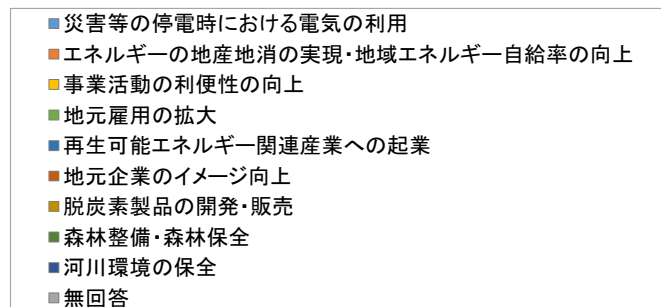 災害等の停電時における電気の利用
エネルギーの地産地消の実現・地域エネルギー自給率の向上
事業活動の利便性の向上
地元雇用の拡大
再生可能エネルギー関連産業への起業
地元企業のイメージ向上
脱炭素製品の開発・販売
森林整備・森林保全
河川環境の保全
無回答